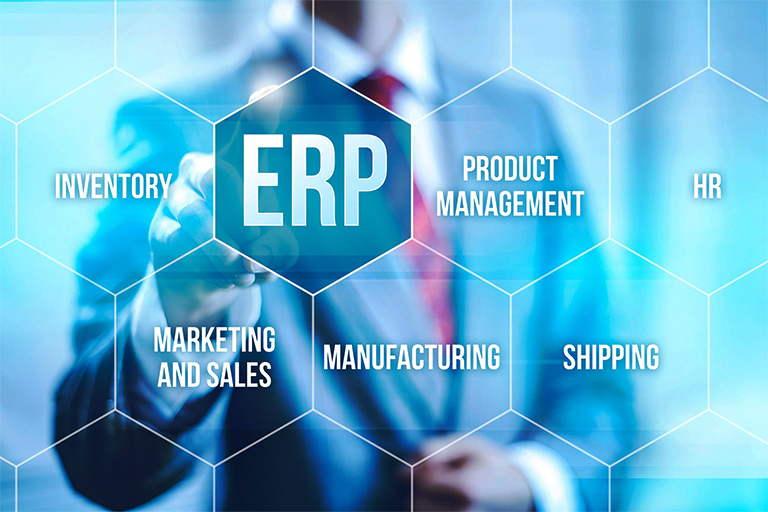 INVENTORY
ERP
PRODUCT
MANAGEMENT
HR
MARKETING
AND SALES
MANUFACTURING
SHIPPING